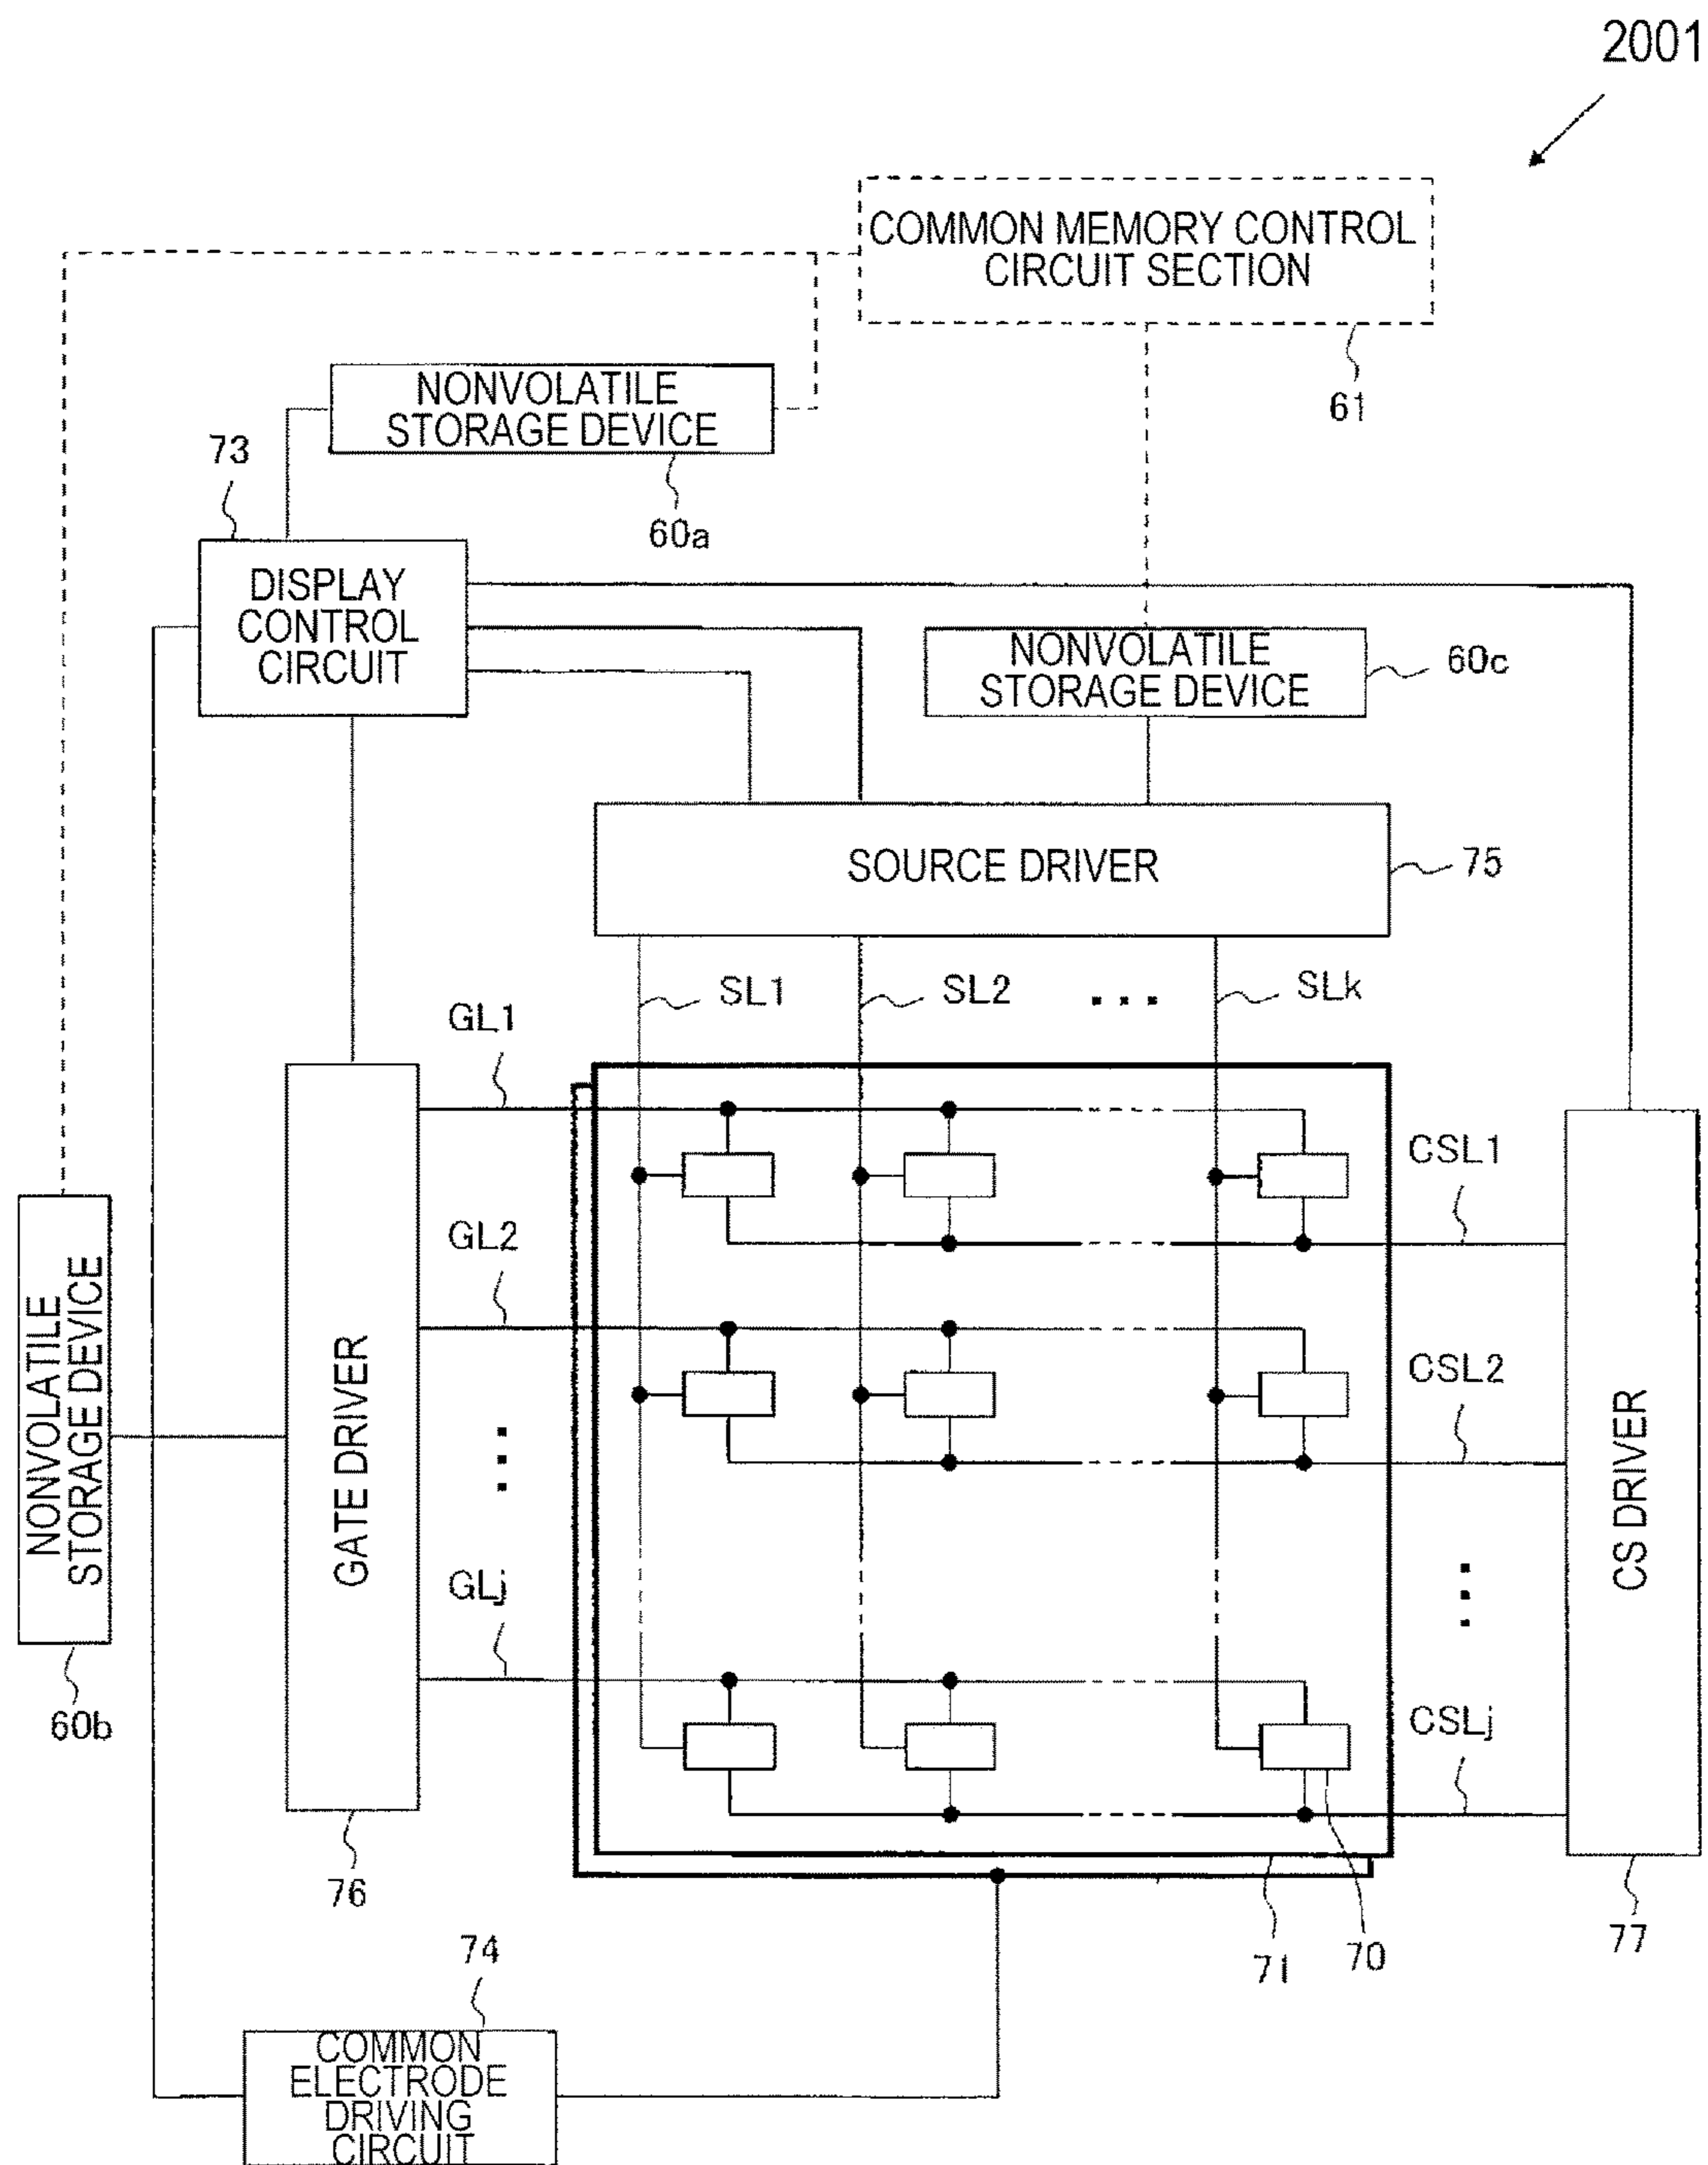 2001
COMMON MEMORY CONTROL
CIRCUIT SECTION
61
NONVOLATILE
STORAGE DEVICE
60a
73
DISPLAY
CONTROL
CIRCUIT
NONVOLATILE
STORAGE DEVICE
60c
SOURCE DRIVER
75
SL1
SL2
...
SLk
GL1
GL2
...
GLj
CSL1
CSL2
...
CSLj
NONVOLATILE
STORAGE DEVICE
60b
GATE DRIVER
76
CS DRIVER
77
71
70
74
COMMON
ELECTRODE
DRIVING
CIRCUIT